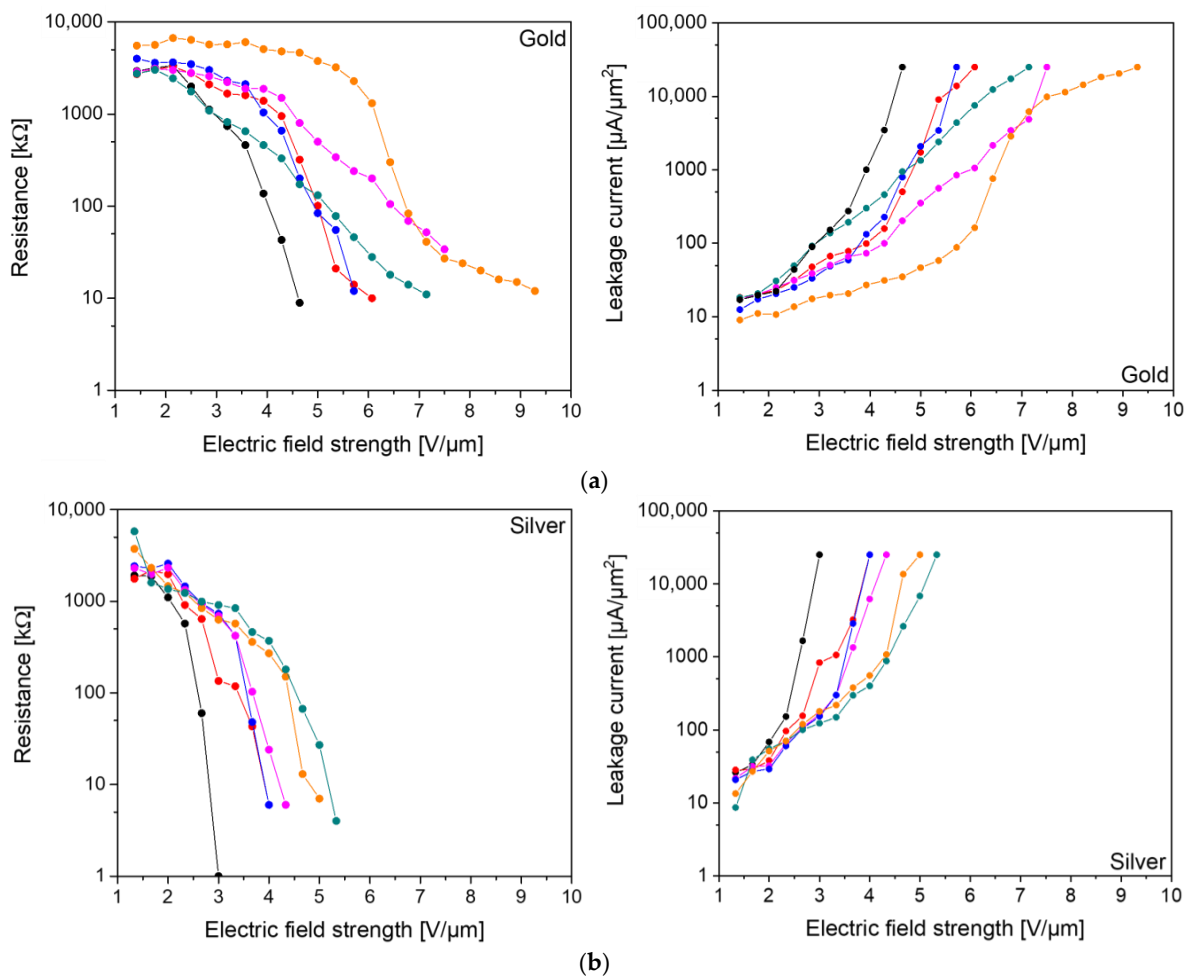 10,000
1000
100
10
1
Resistance [kΩ]
Gold
1 2 3 4 5 6 7 8 9 10
Electric field strength [V/µm]
100,000
10,000
1000
100
10
1
Leakage current [µA/µm²]
Gold
1 2 3 4 5 6 7 8 9 10
Electric field strength [V/µm]
(a)
10,000
1000
100
10
1
Resistance [kΩ]
Silver
1 2 3 4 5 6 7 8 9 10
Electric field strength [V/µm]
100,000
10,000
1000
100
10
1
Leakage current [µA/µm²]
Silver
1 2 3 4 5 6 7 8 9 10
Electric field strength [V/µm]
(b)